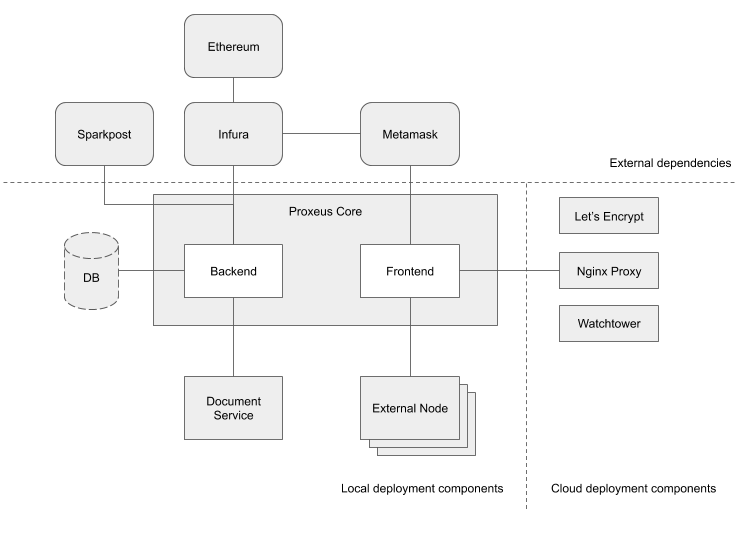 Ethereum
Sparkpost
Infura
Metamask
External dependencies
Proxeus Core
Let's Encrypt
DB
Backend
Frontend
Nginx Proxy
Watchtower
Document
Service
External Node
Local deployment components
Cloud deployment components